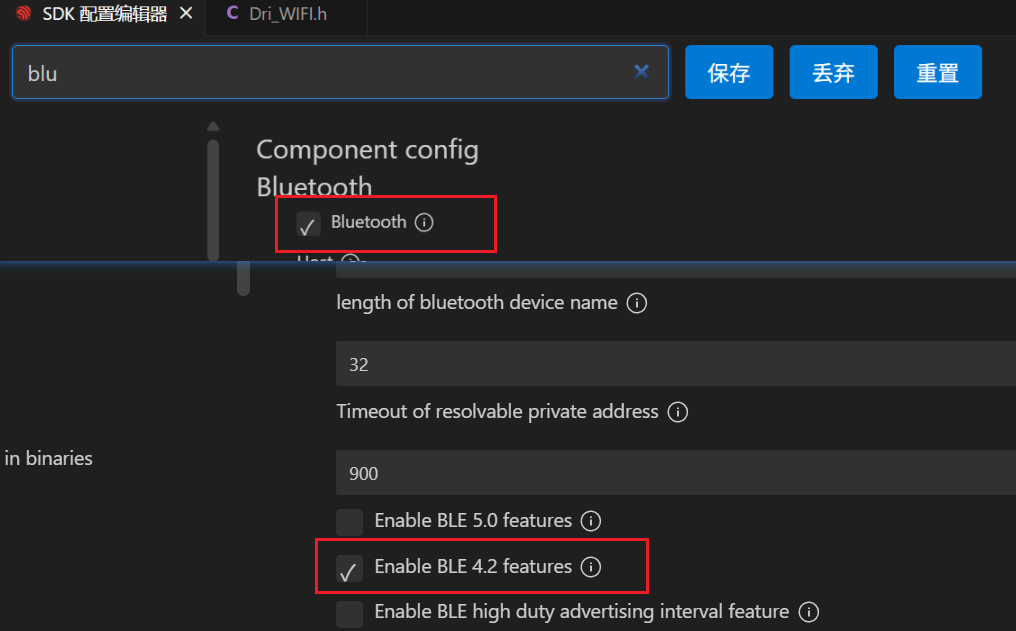 SDK 配置编辑器
C Dri_WIFI.h
blu
保存 丢弃 重置
Component config
Bluetooth
Bluetooth
length of bluetooth device name
32
Timeout of resolvable private address
in binaries
900
Enable BLE 5.0 features
Enable BLE 4.2 features
Enable BLE high duty advertising interval feature